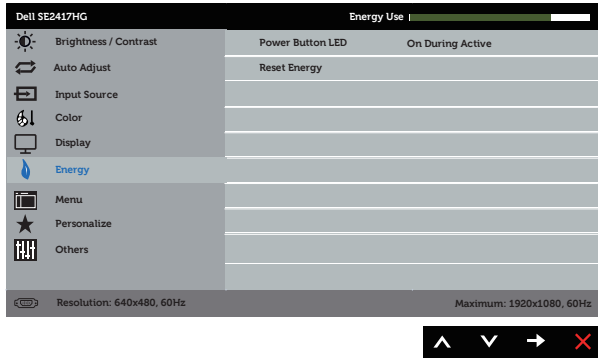 Dell SE2417HG Energy Use
Brightness / Contrast Power Button LED On During Active
Auto Adjust Reset Energy
Input Source
Color
Display
Energy
Menu
Personalize
Others
Resolution: 640x480, 60Hz Maximum: 1920x1080, 60Hz